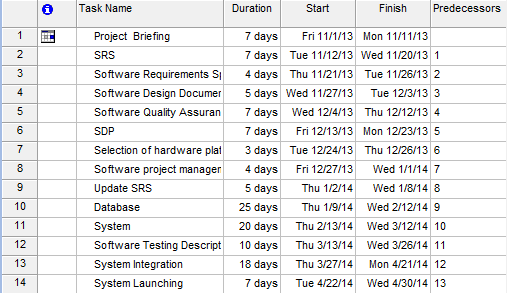 Task Name Duration Start Finish Predecessors
1 Project Briefing 7 days Fri 11/1/13 Mon 11/11/13
2 SRS 7 days Tue 11/12/13 Wed 11/20/13 1
3 Software Requirements Sp 4 days Thu 11/21/13 Tue 11/26/13 2
4 Software Design Documer 5 days Wed 11/27/13 Tue 12/3/13 3
5 Software Quality Assuran 7 days Wed 12/4/13 Thu 12/12/13 4
6 SDP 7 days Fri 12/13/13 Mon 12/23/13 5
7 Selection of hardware plat 3 days Tue 12/24/13 Thu 12/26/13 6
8 Software project manager 4 days Fri 12/27/13 Wed 1/1/14 7
9 Update SRS 5 days Thu 1/2/14 Wed 1/8/14 8
10 Database 25 days Thu 1/9/14 Wed 2/12/14 9
11 System 20 days Thu 2/13/14 Wed 3/12/14 10
12 Software Testing Descript 10 days Thu 3/13/14 Wed 3/26/14 11
13 System Integration 18 days Thu 3/27/14 Mon 4/21/14 12
14 System Launching 7 days Tue 4/22/14 Wed 4/30/14 13